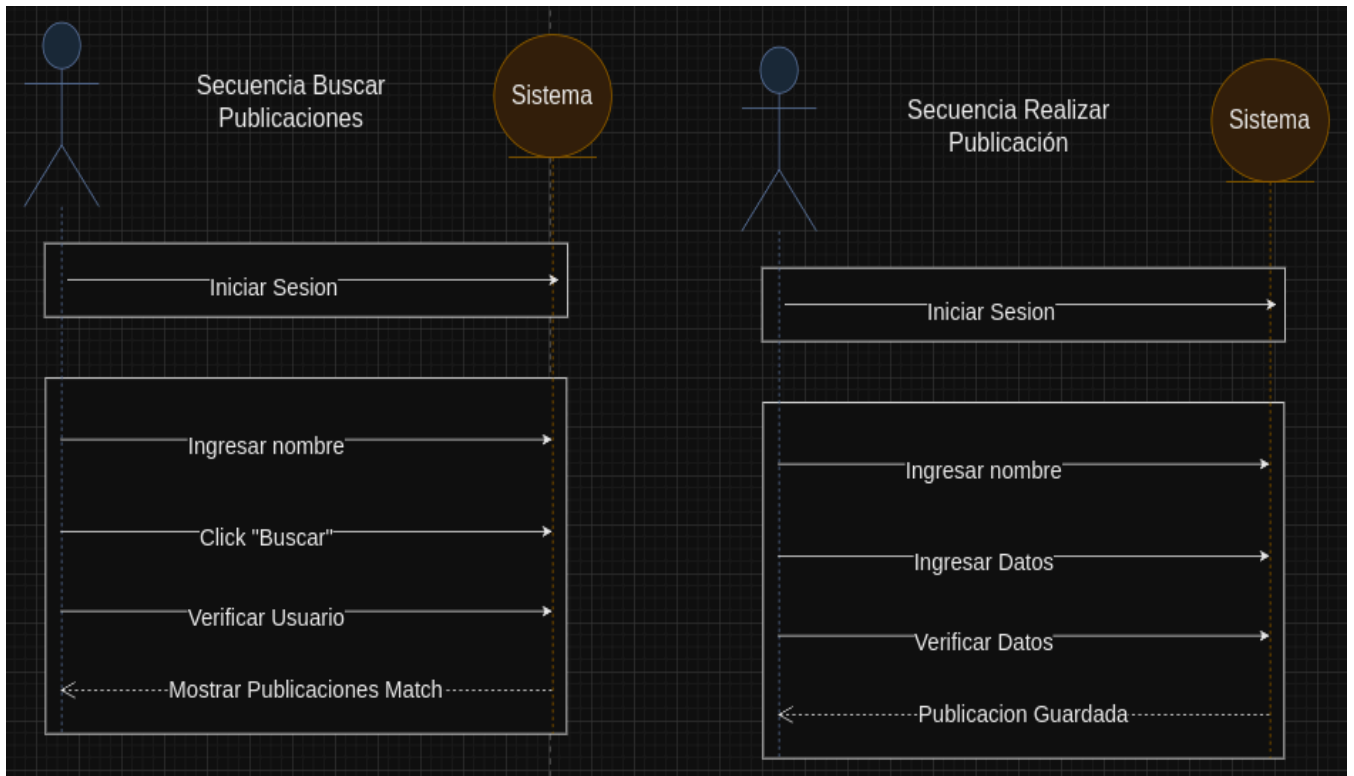 Secuencia Buscar
Publicaciones
Sistema
Iniciar Sesion
Ingresar nombre
Click "Buscar"
Verificar Usuario
Mostrar Publicaciones Match
Secuencia Realizar
Publicación
Sistema
Iniciar Sesion
Ingresar nombre
Ingresar Datos
Verificar Datos
Publicacion Guardada